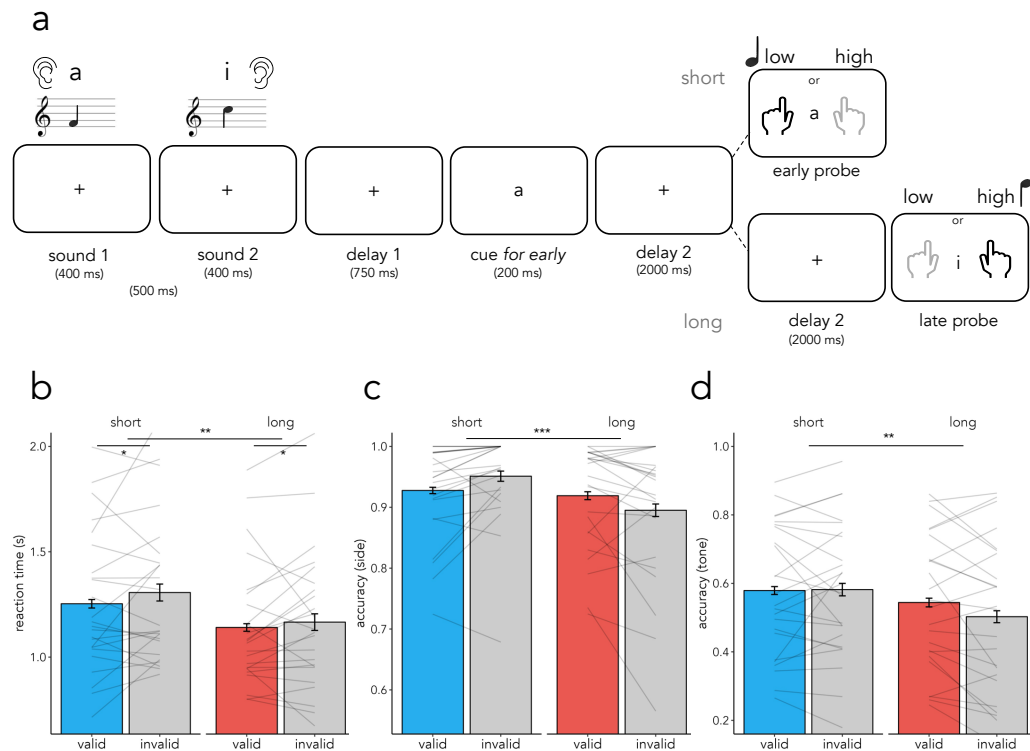 a
a
i
short
low
high
or
a
early probe
+
+
+
a
+
sound 1
(400 ms)
(500 ms)
sound 2
(400 ms)
delay 1
(750 ms)
cue for early
(200 ms)
delay 2
(2000 ms)
long
+
delay 2
(2000 ms)
low
high
or
i
late probe
b
short
long
**
*
*
reaction time (s)
2.0
1.5
1.0
valid
invalid
valid
invalid
c
short
long
***
accuracy (side)
1.0
0.9
0.8
0.7
0.6
valid
invalid
valid
invalid
d
short
long
**
accuracy (tone)
1.0
0.8
0.6
0.4
0.2
valid
invalid
valid
invalid